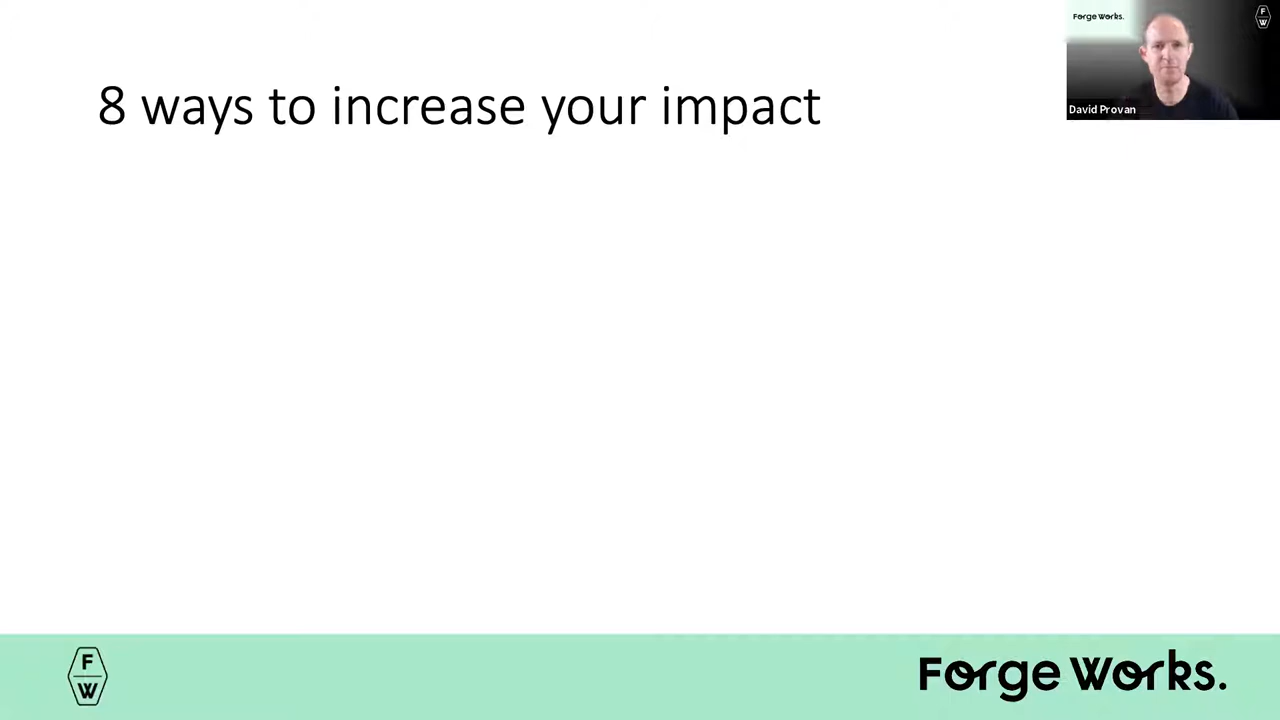 8 ways to increase your impact
Forge Works.
F
W
David Provan
F
W
Forge Works.